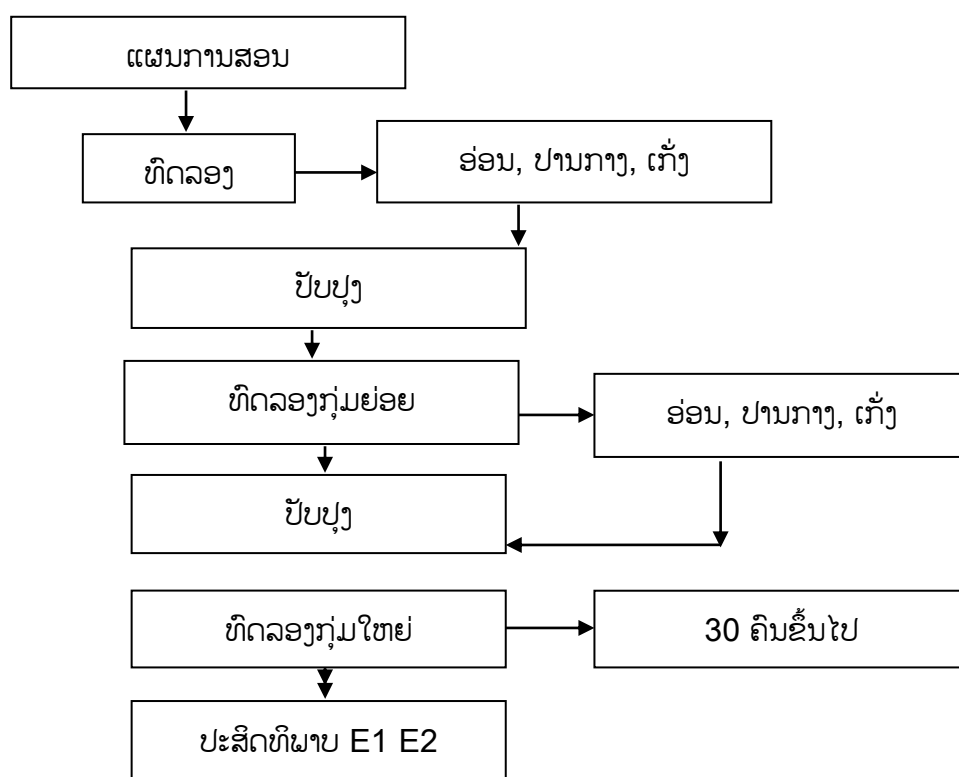 ແຜນການສອນ
ທົດລອງ
ອ່ອນ, ປານກາງ, ເກັ່ງ
ປັບປຸງ
ທົດລອງກຸ່ມຍ່ອຍ
ອ່ອນ, ປານກາງ, ເກັ່ງ
ປັບປຸງ
ທົດລອງກຸ່ມໃຫຍ່
30 ຄົນຂຶ້ນໄປ
ປະສິດທິພາບ E1 E2